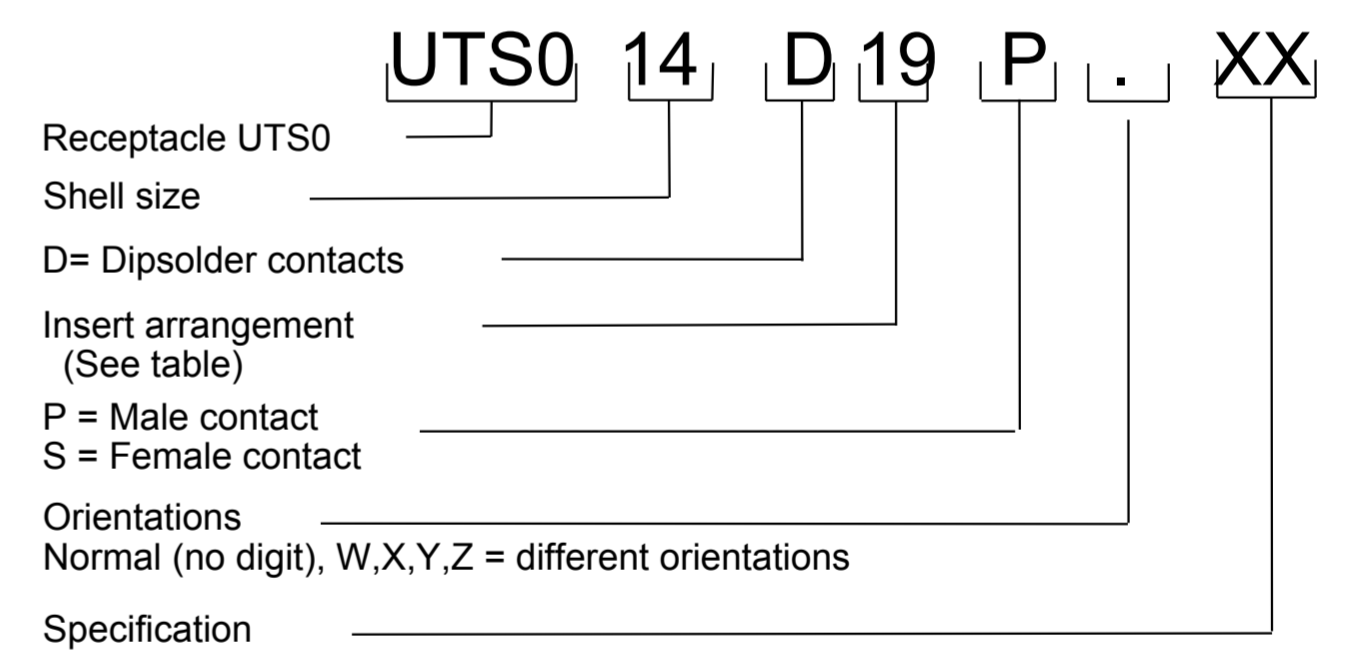 UTS0 14 D 19 P . XX
Receptacle UTS0
Shell size
D= Dipsolder contacts
Insert arrangement
(See table)
P = Male contact
S = Female contact
Orientations
Normal (no digit), W,X,Y,Z = different orientations
Specification